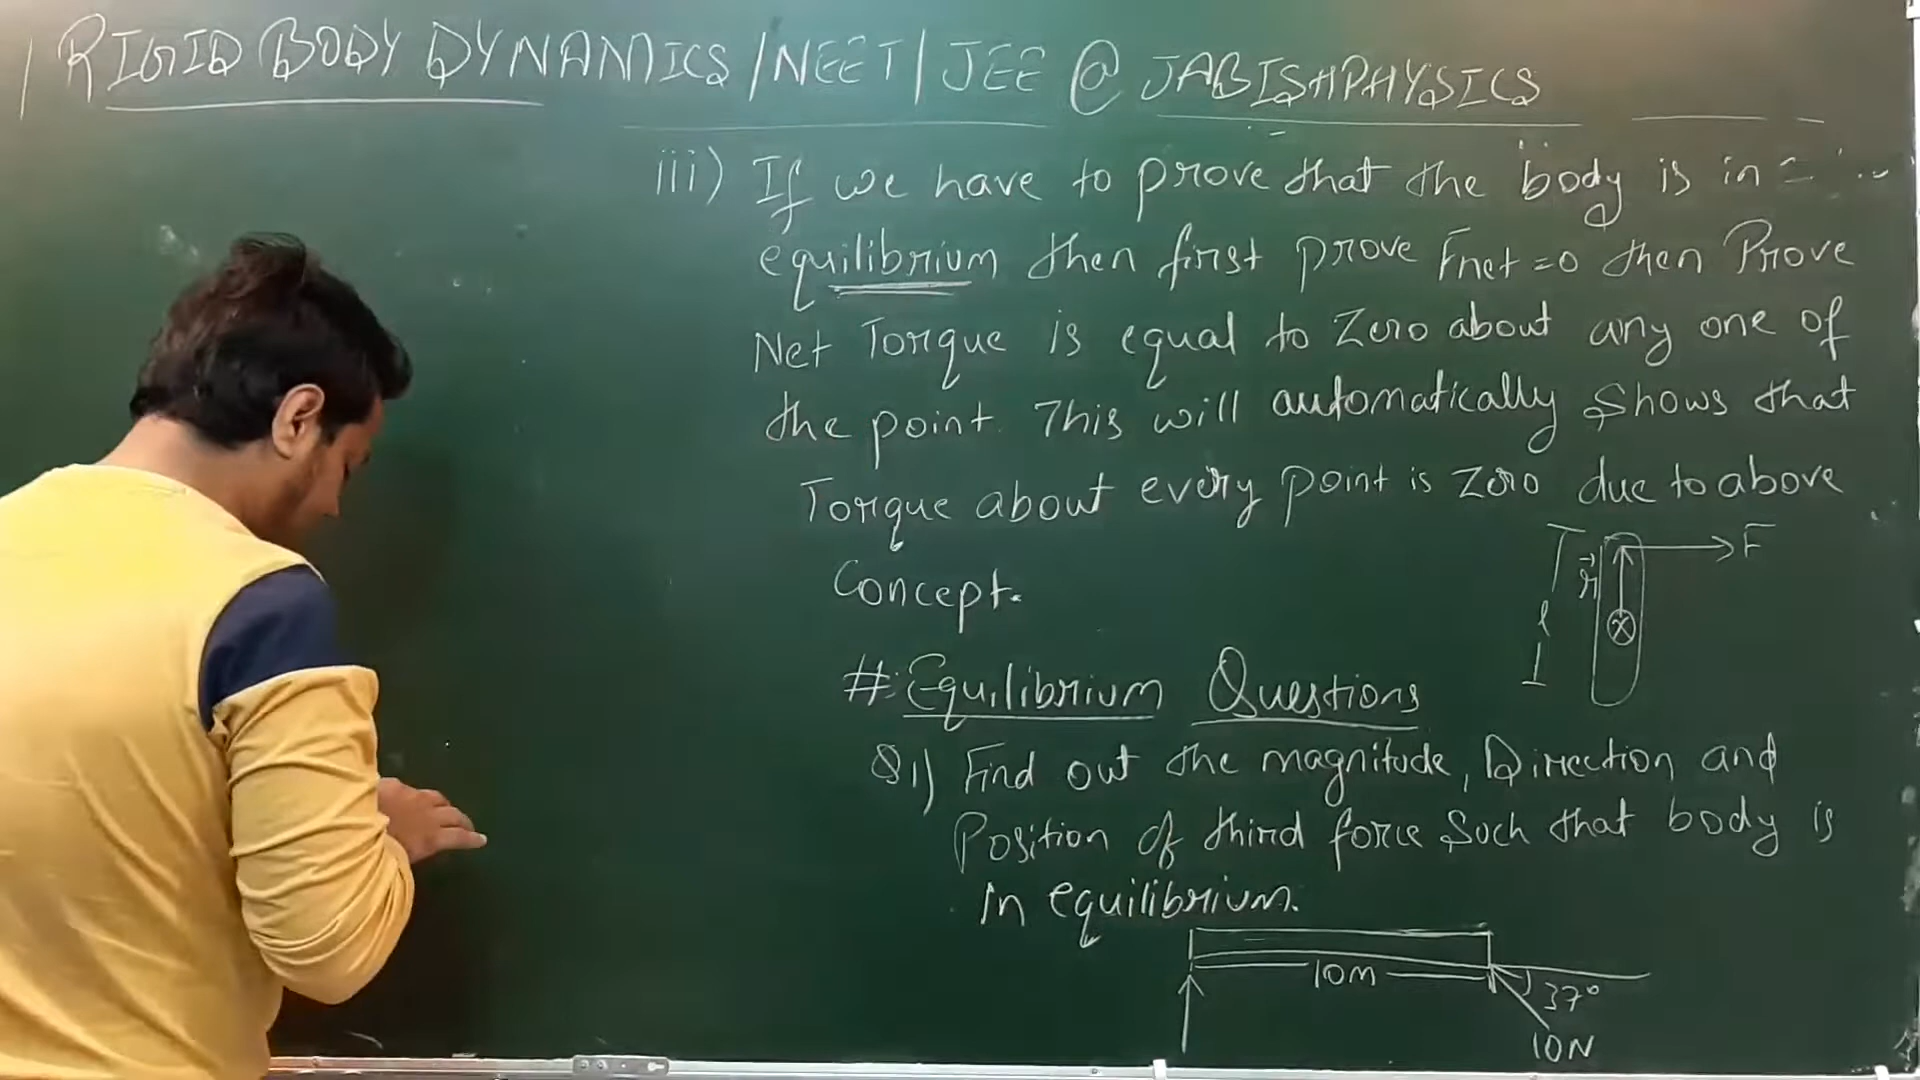 RIGID BODY DYNAMICS /NEET/ JEE @ JABISHPHYSICS
iii) If we have to prove that the body is in
equilibrium then first prove Fnet =0 then Prove
Net Torque is equal to Zero about any one of
the point. This will automatically Shows that
Torque about every point is Zero due to above
Concept.
F
r
l
x
#: Equilibrium Questions
Q1) Find out the magnitude, Direction and
Position of third force Such that body is
in equilibrium.
10M
37°
10N